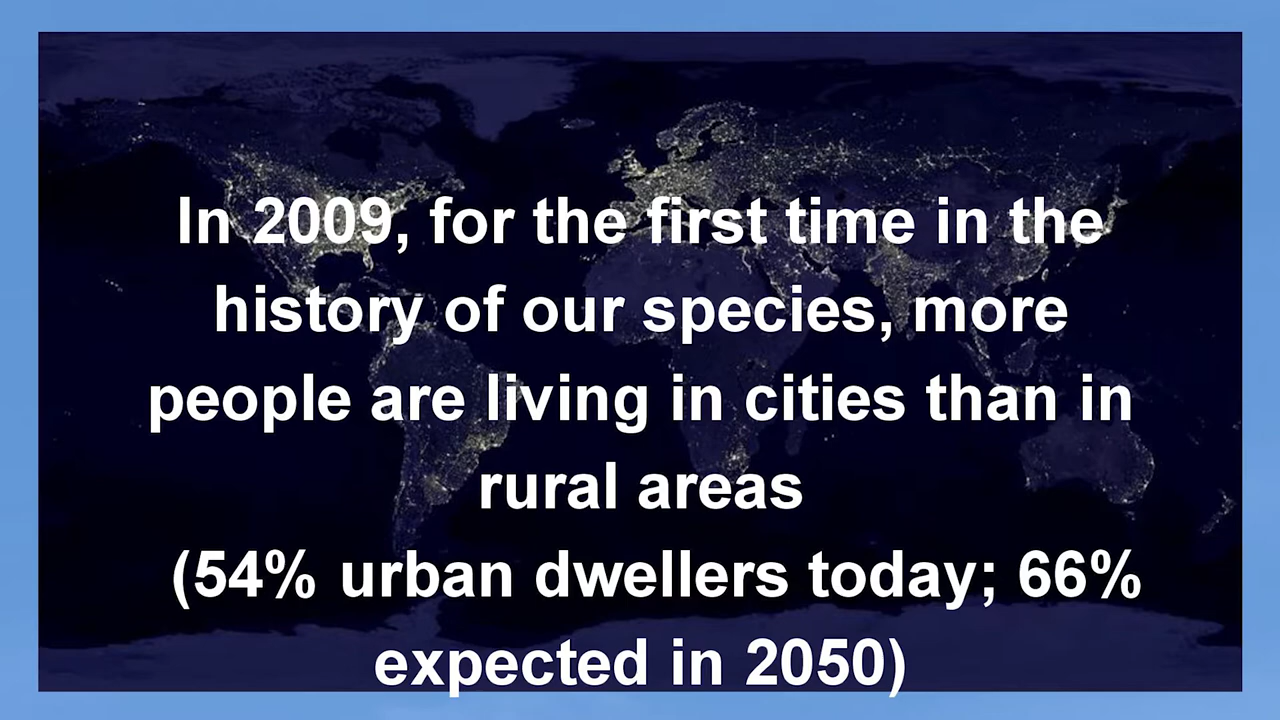 In 2009, for the first time in the
history of our species, more
people are living in cities than in
rural areas
(54% urban dwellers today; 66%
expected in 2050)